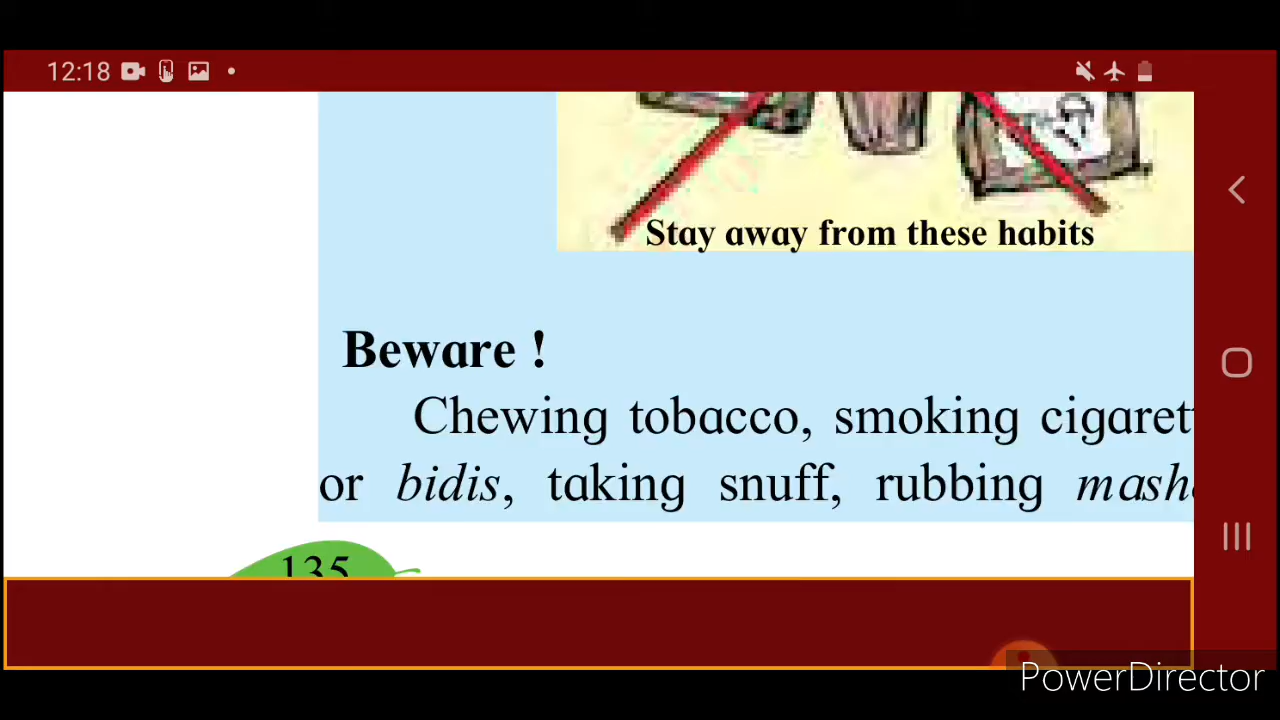 12:18
Stay away from these habits
Beware !
Chewing tobacco, smoking cigarett
or bidis, taking snuff, rubbing mash
135
PowerDirector